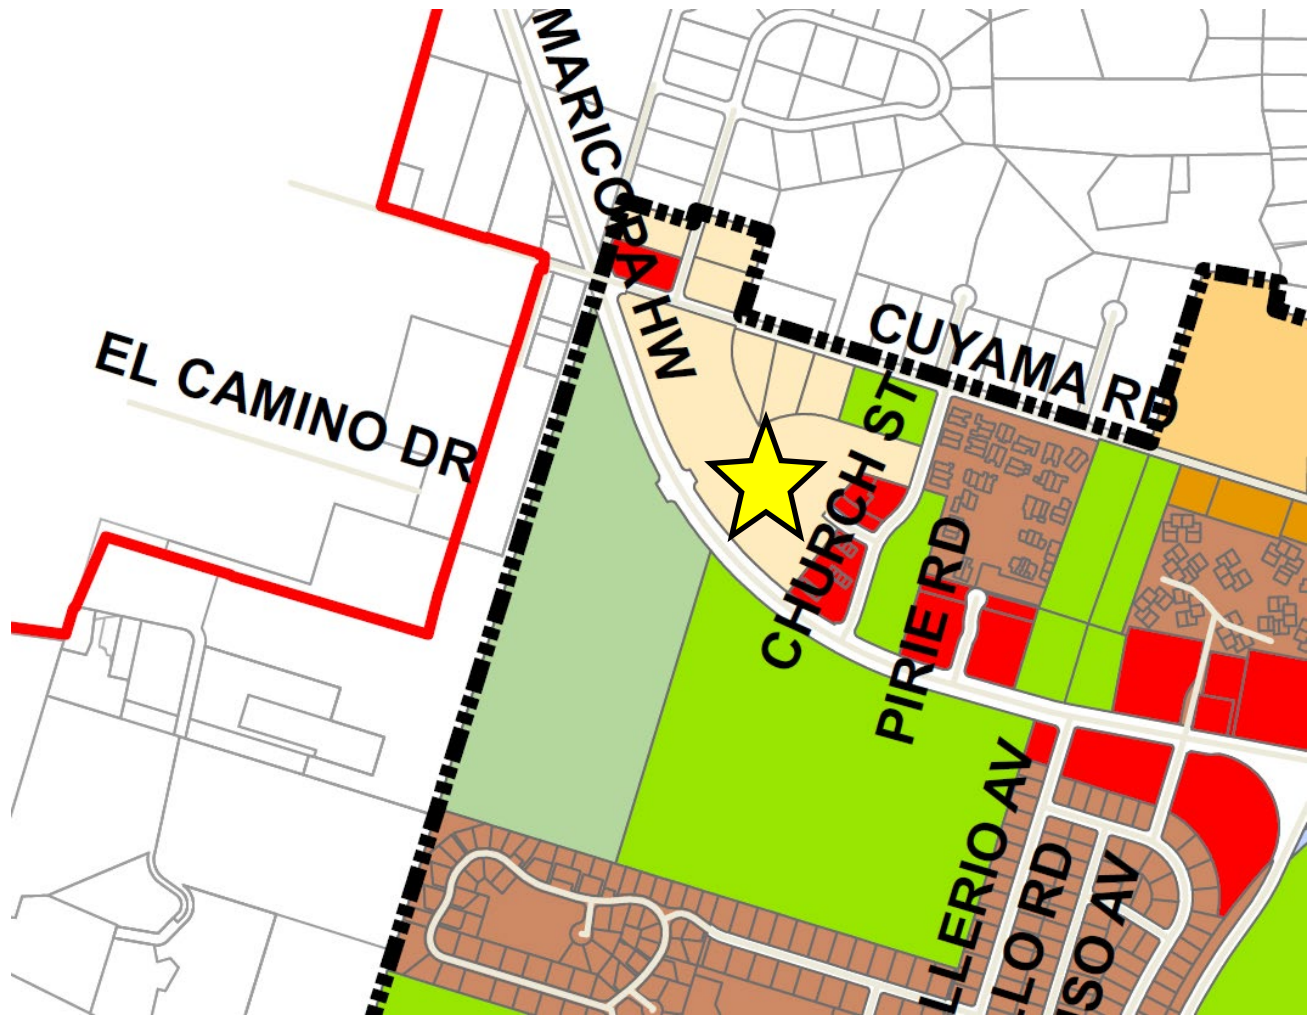 MARICOPA HW
CUYAMA RD
EL CAMINO DR
CHURCH ST
PIRIE RD
LLERIO AV
LLO RD
ISO AV